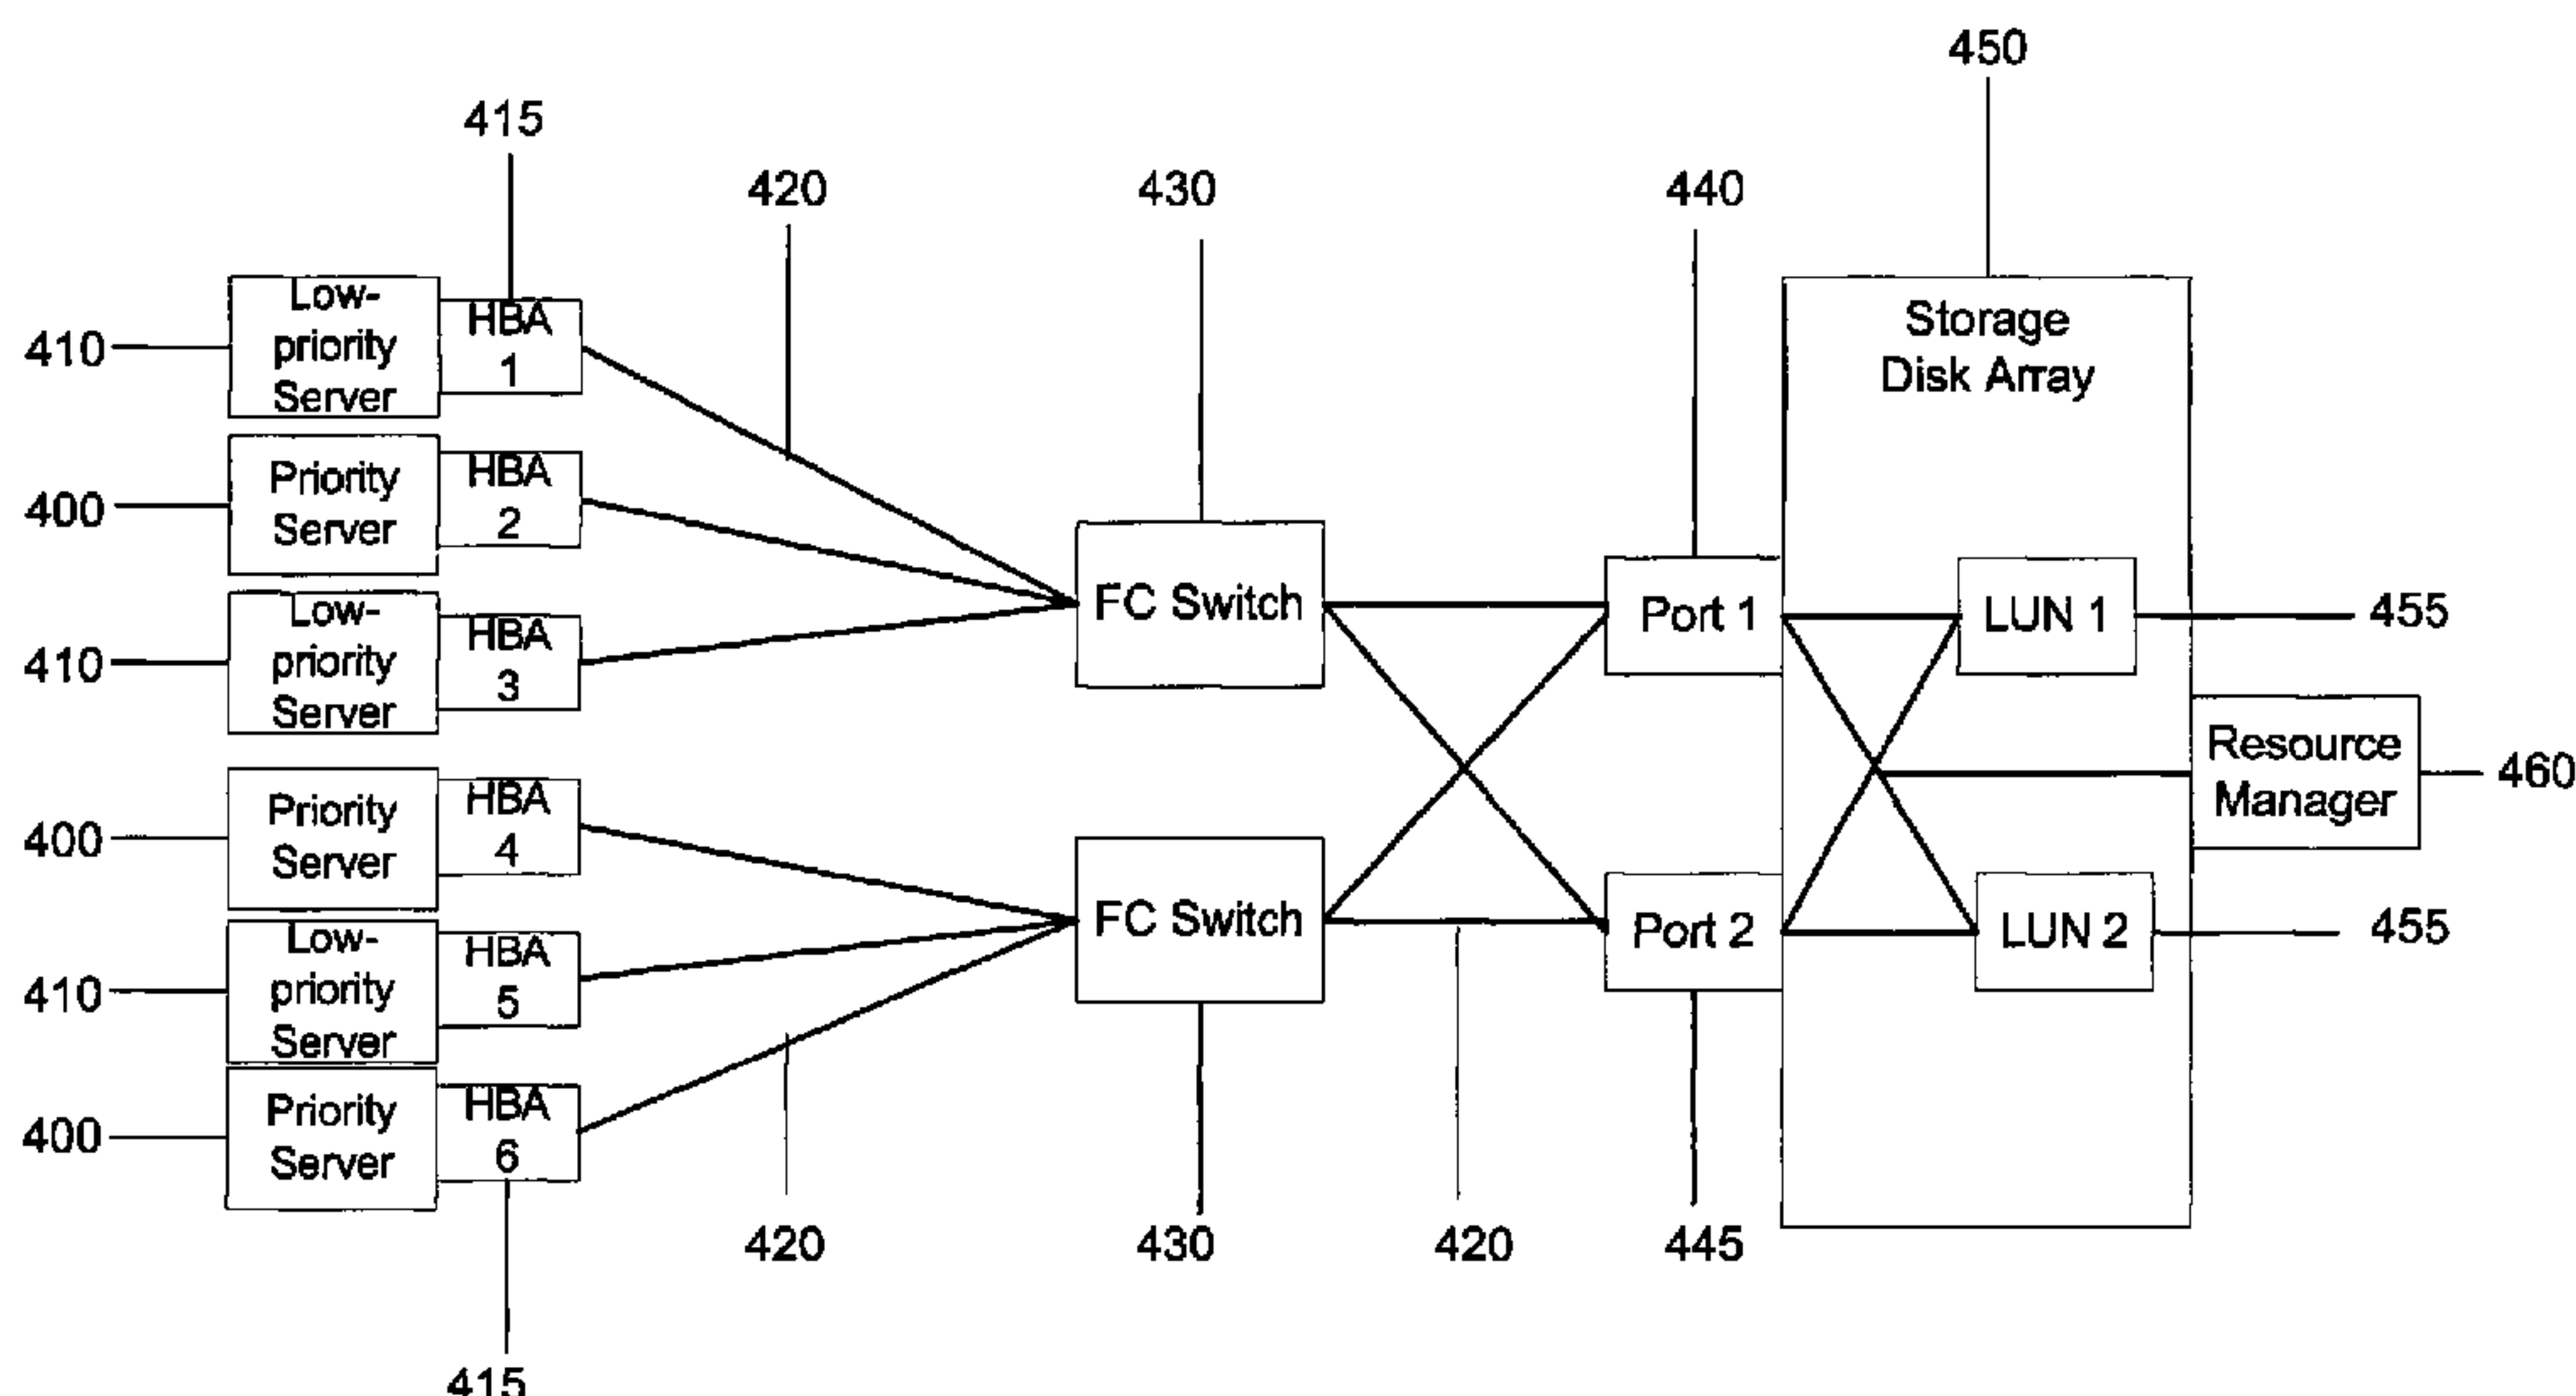 450
415
420
430
440
Low-
priority
Server
HBA
1
410
Storage
Disk Array
Priority
Server
HBA
2
400
Low-
priority
Server
HBA
3
410
FC Switch
Port 1
LUN 1
455
Resource
Manager
460
Priority
Server
HBA
4
400
Low-
priority
Server
HBA
5
410
FC Switch
Port 2
LUN 2
455
Priority
Server
HBA
6
400
420
430
420
445
415